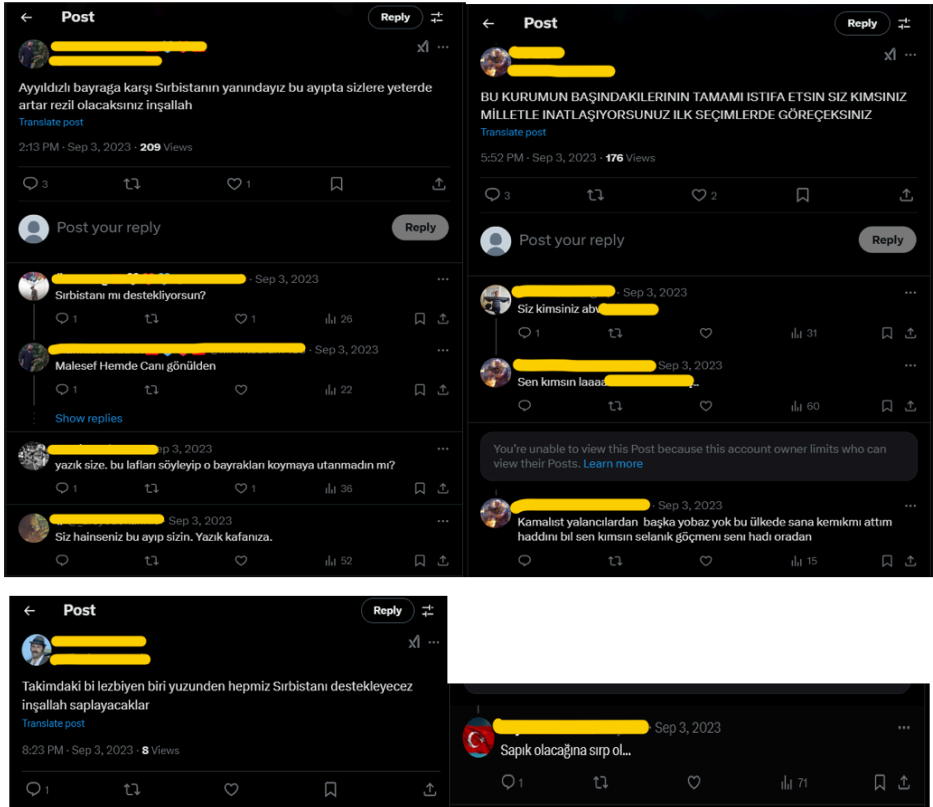 Post
Reply
Ayyıldızlı bayraga karşı Sırbistanın yanındayız bu ayıpta sizlere yeterde
artar rezil olacaksınız inşallah
Translate post
2:13 PM · Sep 3, 2023 · 209 Views
3
1
Post your reply
Reply
· Sep 3, 2023
Sırbistanı mı destekliyorsun?
1
1
26
· Sep 3, 2023
Malesef Hemde Canı gönülden
1
22
Show replies
ep 3, 2023
yazık size. bu lafları söyleyip o bayrakları koymaya utanmadın mı?
1
1
36
Sep 3, 2023
Siz hainseniz bu ayıp sizin. Yazık kafanıza.
52
Post
Reply
BU KURUMUN BAŞINDAKILERININ TAMAMI ISTIFA ETSIN SIZ KIMSINIZ
MİLLETLE INATLAŞIYORSUNUZ ILK SEÇIMLERDE GÖREÇEKSINIZ
Translate post
5:52 PM · Sep 3, 2023 · 176 Views
3
2
Post your reply
Reply
· Sep 3, 2023
Siz kimsiniz
1
31
Sep 3, 2023
Sen kımsın
60
You're unable to view this Post because this account owner limits who can
view their Posts. Learn more
· Sep 3, 2023
Kamalıst yalancılardan başka yobaz yok bu ülkede sana kemıkmı attım
haddını bıl sen kımsın selanık göçmenı senı hadı oradan
15
Post
Reply
Takimdaki bi lezbiyen biri yuzunden hepmiz Sırbistanı destekleyecez
inşallah saplayacaklar
Translate post
8:23 PM · Sep 3, 2023 · 8 Views
1
· Sep 3, 2023
Sapık olacağına sırp ol...
1
71